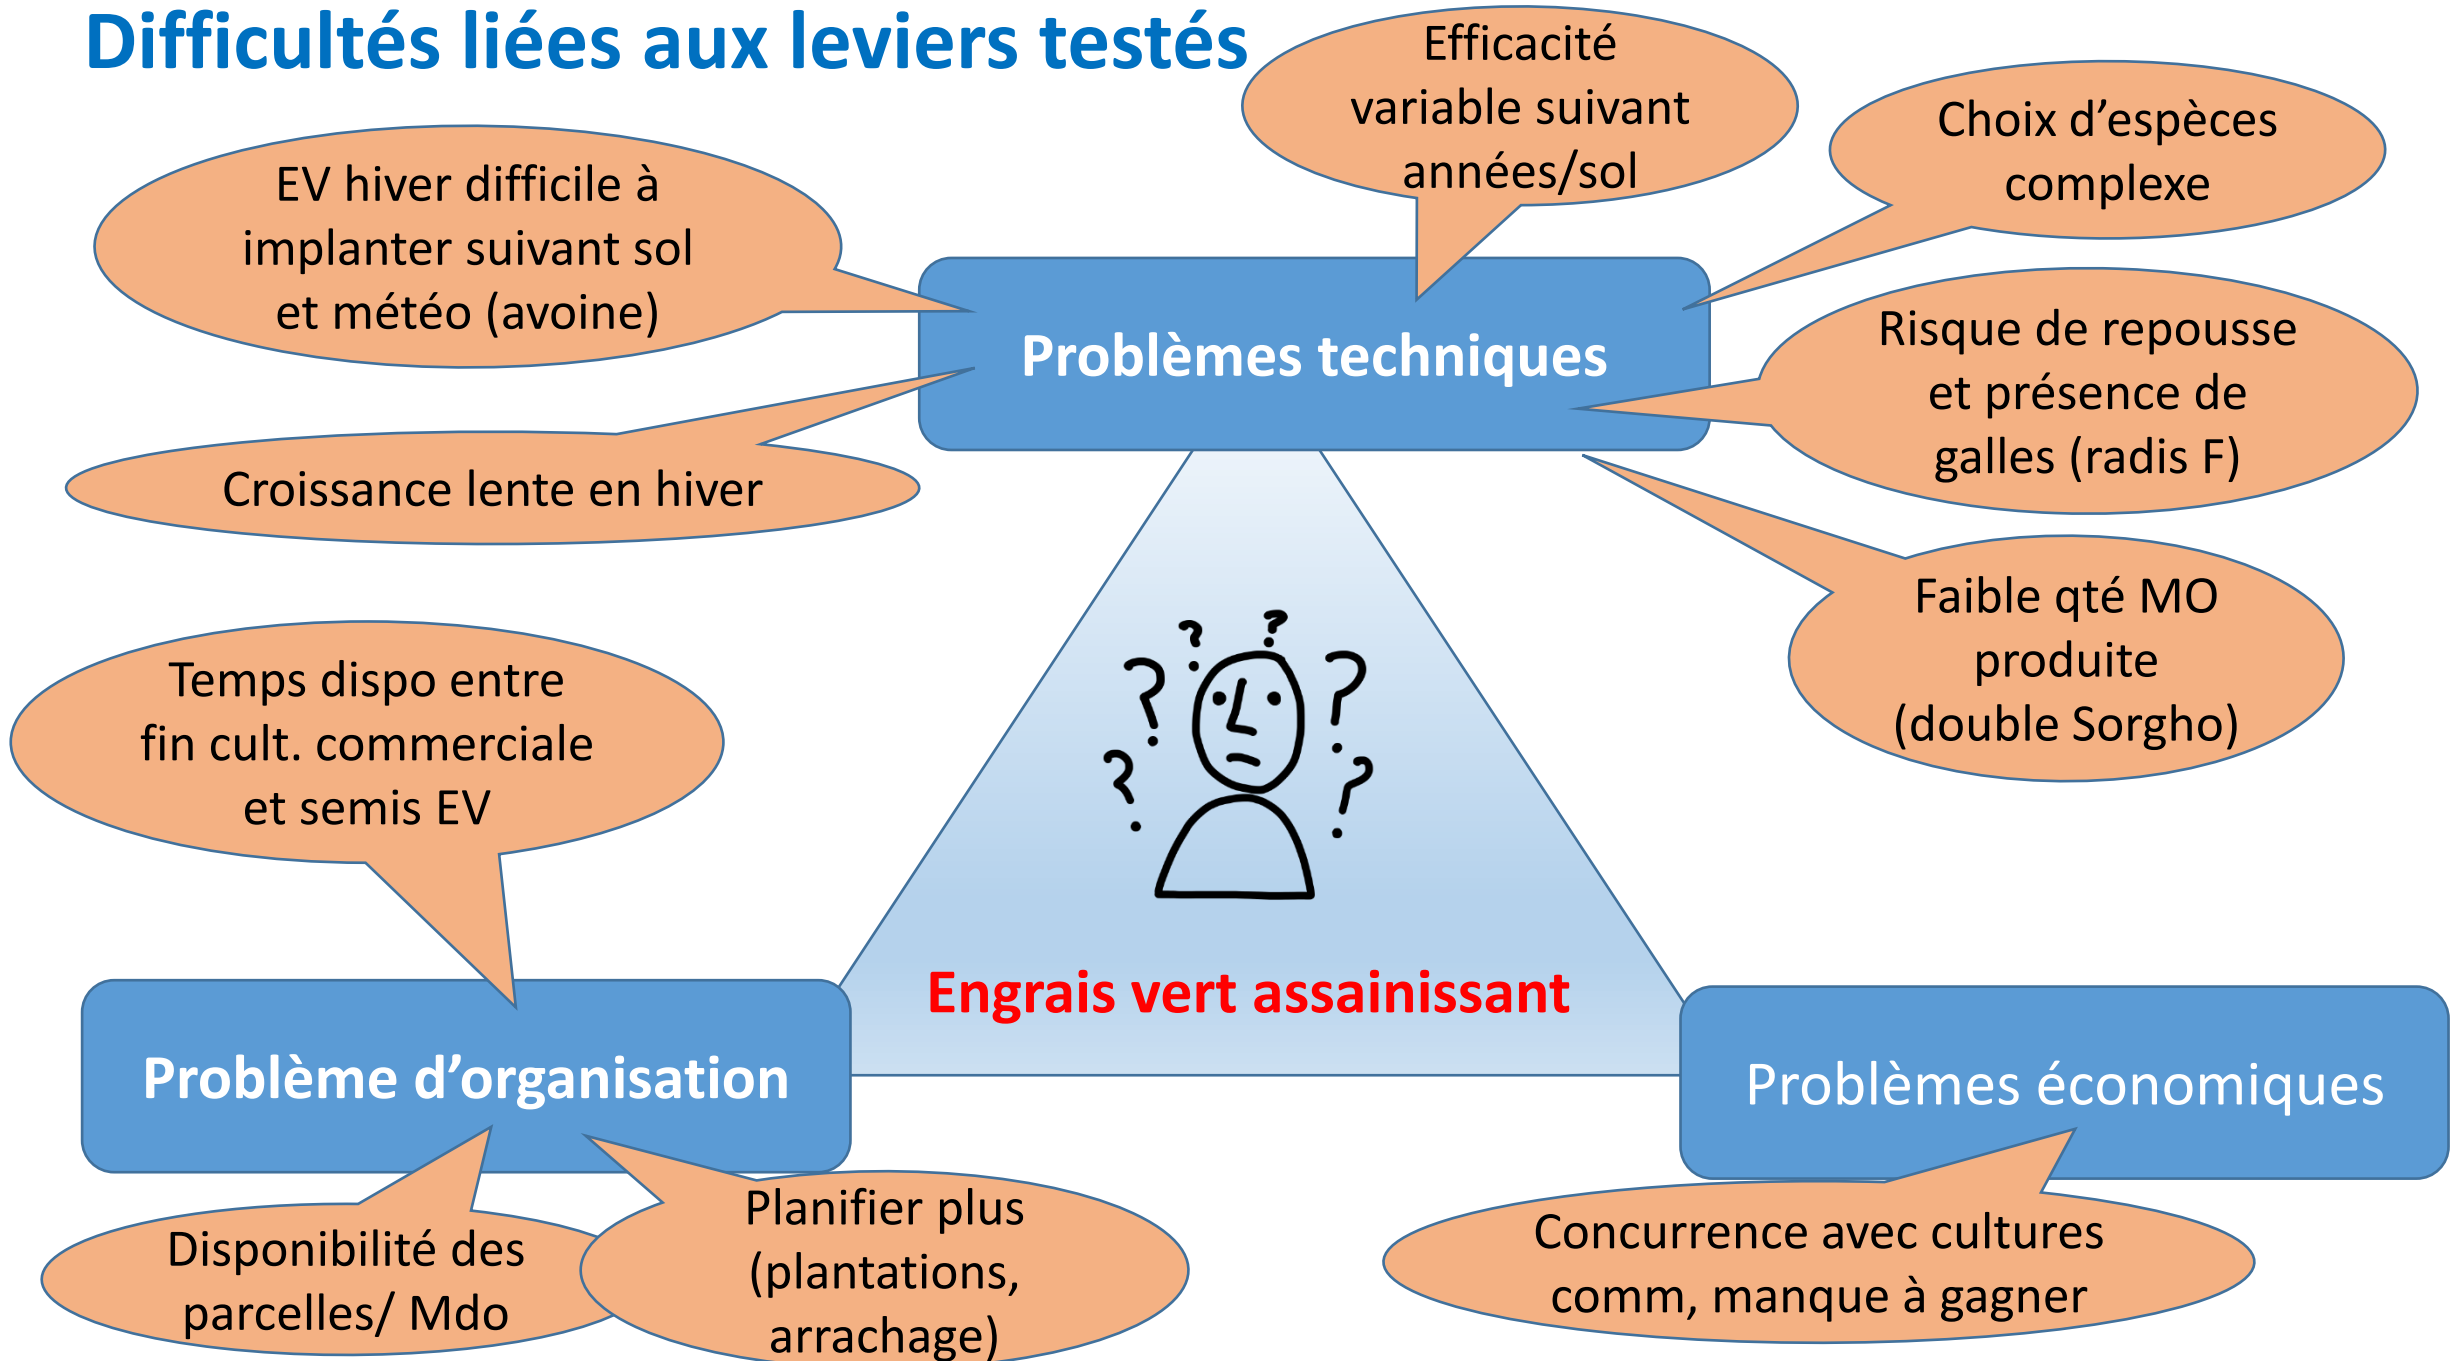 Difficultés liées aux leviers testés
Efficacité
variable suivant
années/sol
Choix d’espèces
complexe
EV hiver difficile à
implanter suivant sol
et météo (avoine)
Problèmes techniques
Risque de repousse
et présence de
galles (radis F)
Croissance lente en hiver
Faible qté MO
produite
(double Sorgho)
Temps dispo entre
fin cult. commerciale
et semis EV
? ? ? ? ? ?
Engrais vert assainissant
Problème d’organisation
Problèmes économiques
Disponibilité des
parcelles/ Mdo
Planifier plus
(plantations,
arrachage)
Concurrence avec cultures
comm, manque à gagner